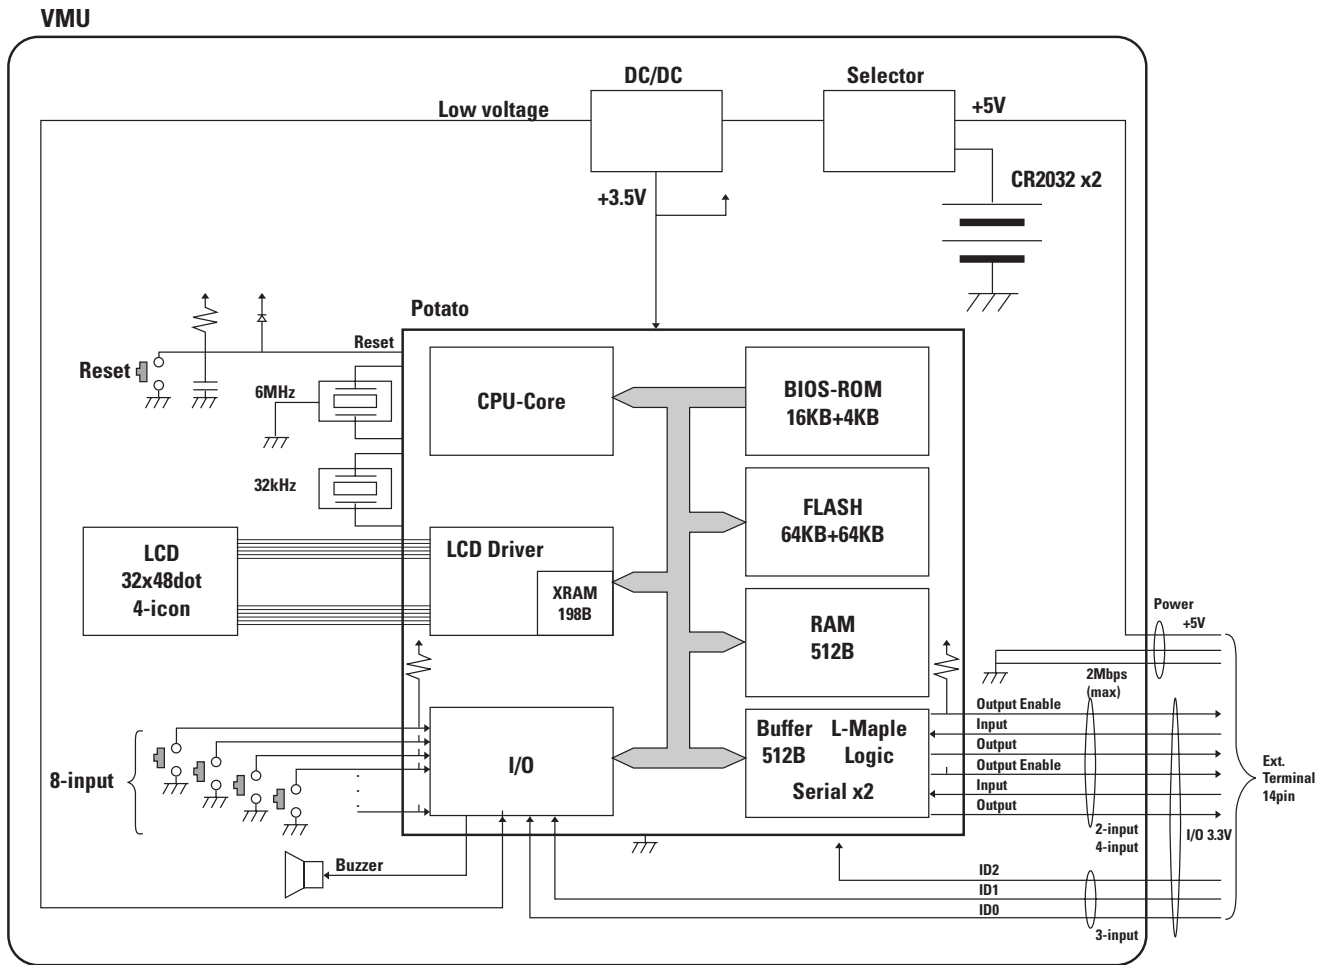 VMU
DC/DC
Selector
Low voltage
+5V
CR2032 x2
+3.5V
Potato
Reset
Reset
6MHz
32kHz
CPU-Core
BIOS-ROM
16KB+4KB
FLASH
64KB+64KB
LCD
32x48dot
4-icon
LCD Driver
XRAM
198B
RAM
512B
Power
+5V
2Mbps
(max)
8-input
I/O
Buffer
512B
L-Maple
Logic
Serial x2
Output Enable
Input
Output
Output Enable
Input
Output
Ext.
Terminal
14pin
2-input
4-input
I/O 3.3V
Buzzer
ID2
ID1
ID0
3-input